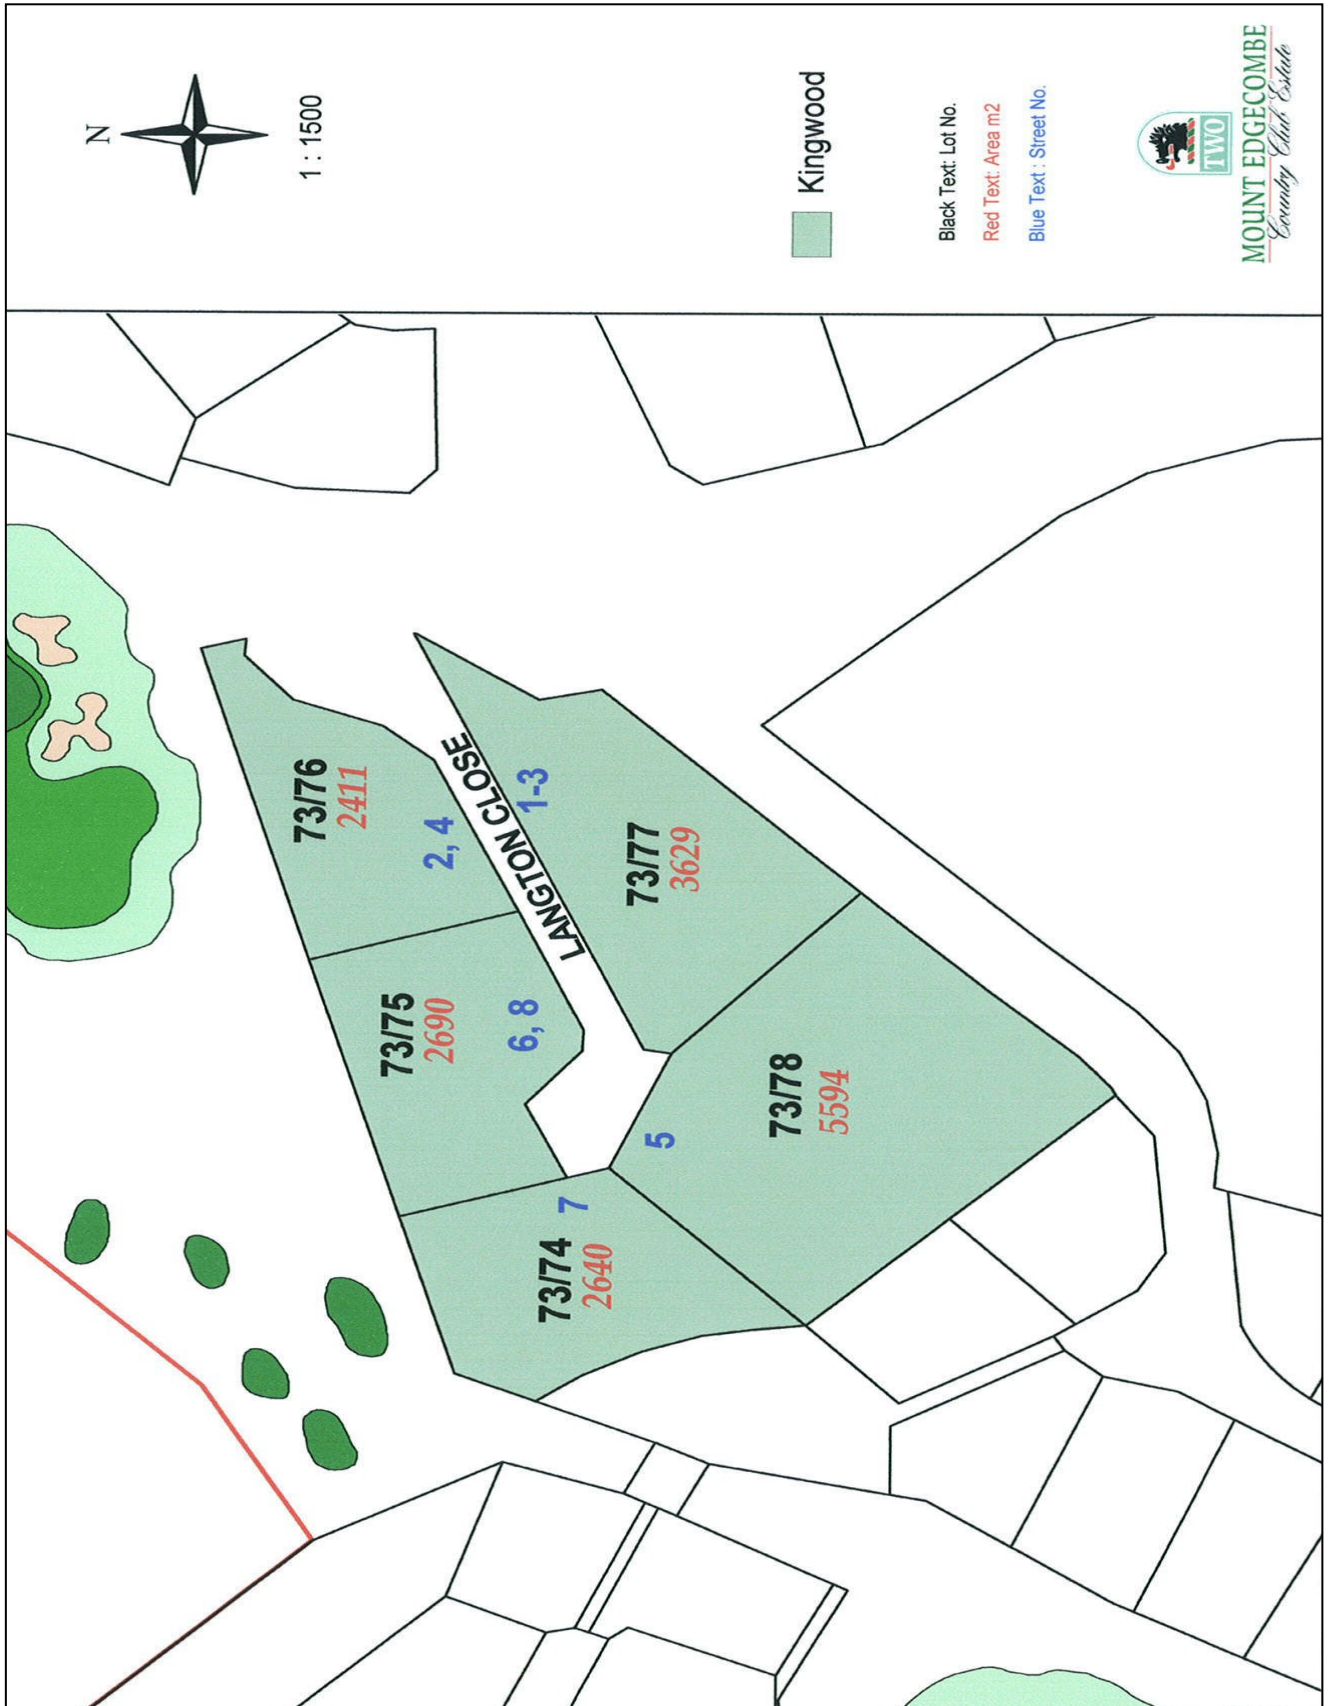 N
1 : 1500
Kingwood
Black Text: Lot No.
Red Text: Area m2
Blue Text : Street No.
TWO
MOUNT EDGECOMBE
Country Club Estate
73/76
2411
2, 4
LANGTON CLOSE
1-3
73/77
3629
73/75
2690
6, 8
73/78
5594
5
73/74
2640
7